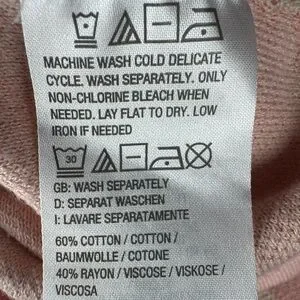 MACHINE WASH COLD DELICATE
CYCLE. WASH SEPARATELY. ONLY
NON-CHLORINE BLEACH WHEN
NEEDED. LAY FLAT TO DRY. LOW
IRON IF NEEDED
30
GB: WASH SEPARATELY
D: SEPARAT WASCHEN
I: LAVARE SEPARATAMENTE
60% COTTON / COTTON /
BAUMWOLLE / COTONE
40% RAYON / VISCOSE / VISKOSE /
VISCOSA